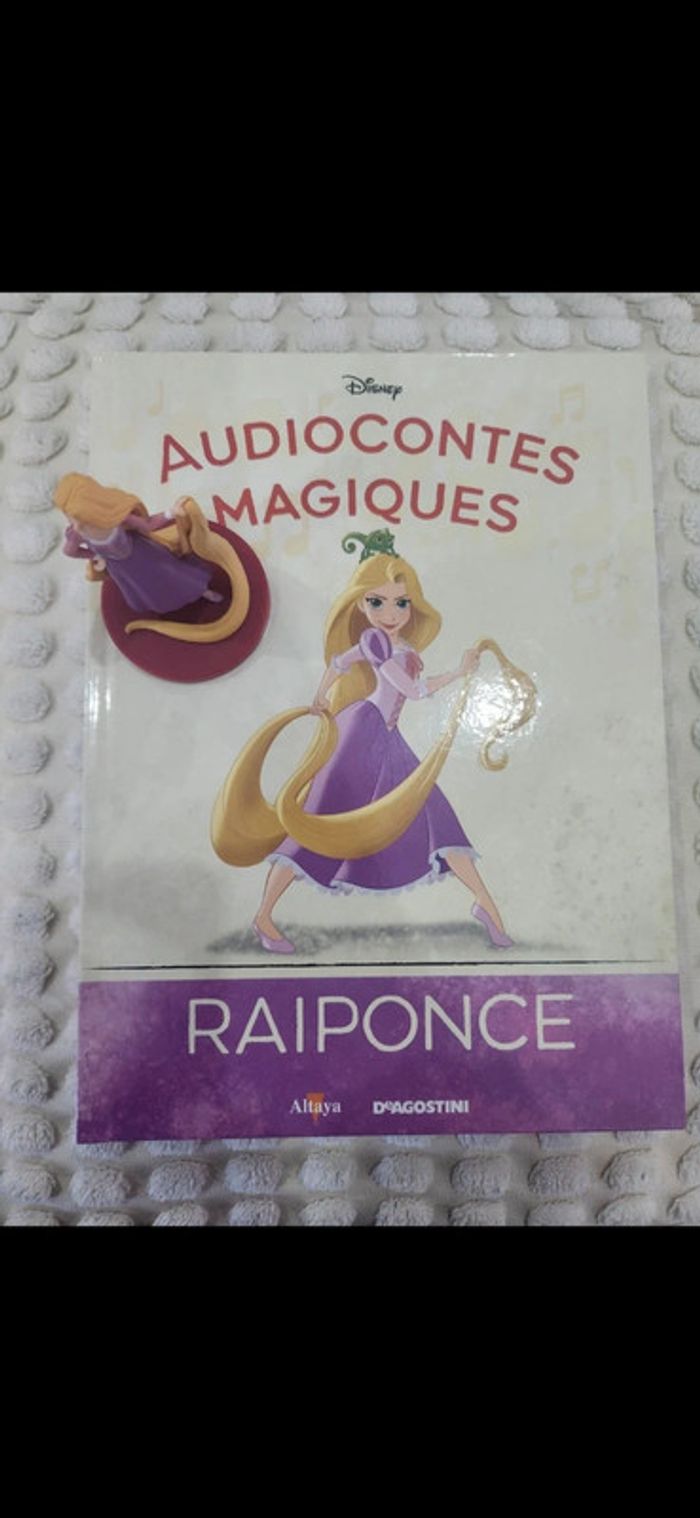 Disney
AUDIOCONTES
MAGIQUES
RAIPONCE
Altaya DeAGOSTINI